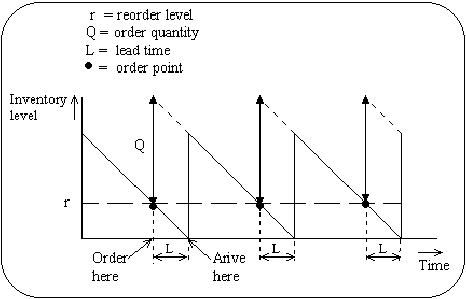 r = reorder level
Q = order quantity
L = lead time
● = order point
Inventory
level
Q
r
L
L
L
Order
here
Arive
here
Time